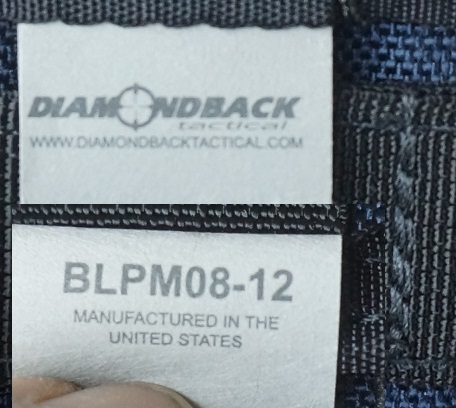 DIAMONDBACK
tactical
WWW.DIAMONDBACKTACTICAL.COM
BLPM08-12
MANUFACTURED IN THE
UNITED STATES